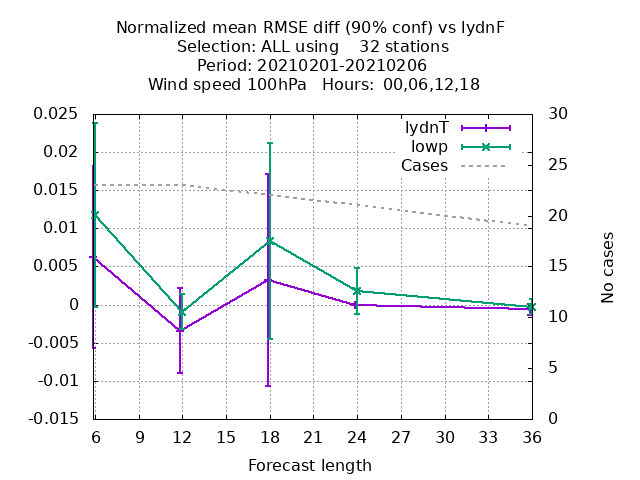 Normalized mean RMSE diff (90% conf) vs lydnF
Selection: ALL using    32 stations
Period: 20210201-20210206
Wind speed 100hPa   Hours: 00,06,12,18
0.025
0.02
0.015
0.01
0.005
0
-0.005
-0.01
-0.015
lydnT
lowp
Cases
30
25
20
15
10
5
0
No cases
6 9 12 15 18 21 24 27 30 33 36
Forecast length